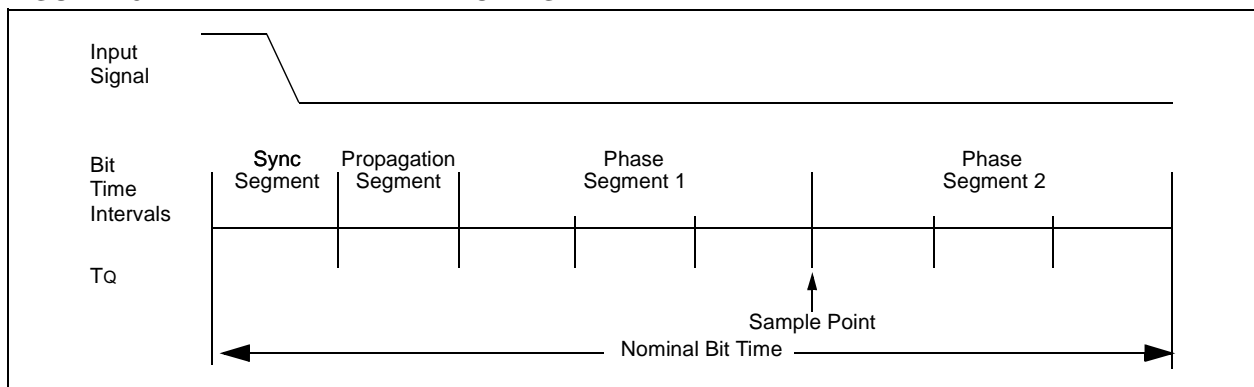 Input
Signal
Bit
Time
Intervals
Sync
Segment
Propagation
Segment
Phase
Segment 1
Phase
Segment 2
TQ
Sample Point
Nominal Bit Time